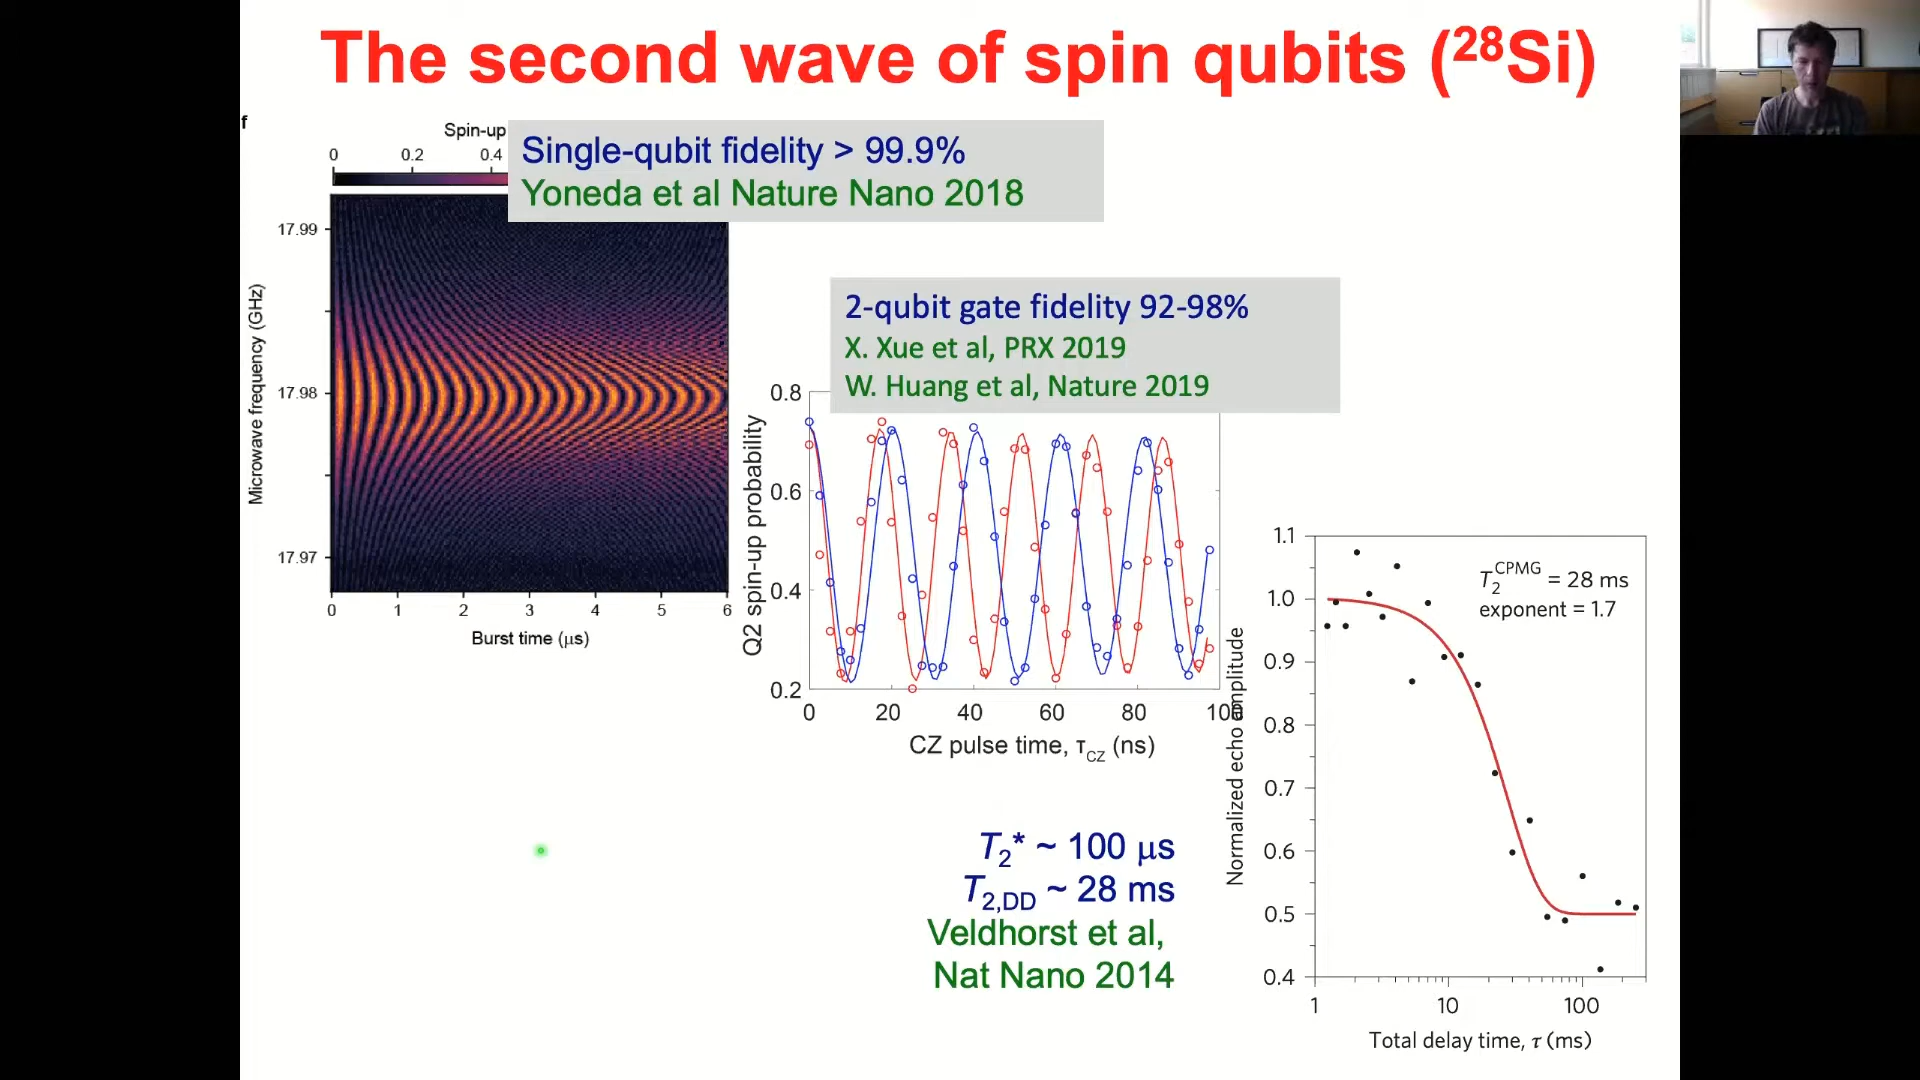 The second wave of spin qubits (²⁸Si)
f
Spin-up
0 0.2 0.4
Single-qubit fidelity > 99.9%
Yoneda et al Nature Nano 2018
17.99
17.98
17.97
Microwave frequency (GHz)
0 1 2 3 4 5 6
Burst time (μs)
2-qubit gate fidelity 92-98%
X. Xue et al, PRX 2019
W. Huang et al, Nature 2019
0.8
0.6
0.4
0.2
Q2 spin-up probability
0 20 40 60 80 100
CZ pulse time, τCZ (ns)
T₂* ~ 100 μs
T2,DD ~ 28 ms
Veldhorst et al,
Nat Nano 2014
1.1
1.0
0.9
0.8
0.7
0.6
0.5
0.4
Normalized echo amplitude
T₂CPMG = 28 ms
exponent = 1.7
1 10 100
Total delay time, τ (ms)